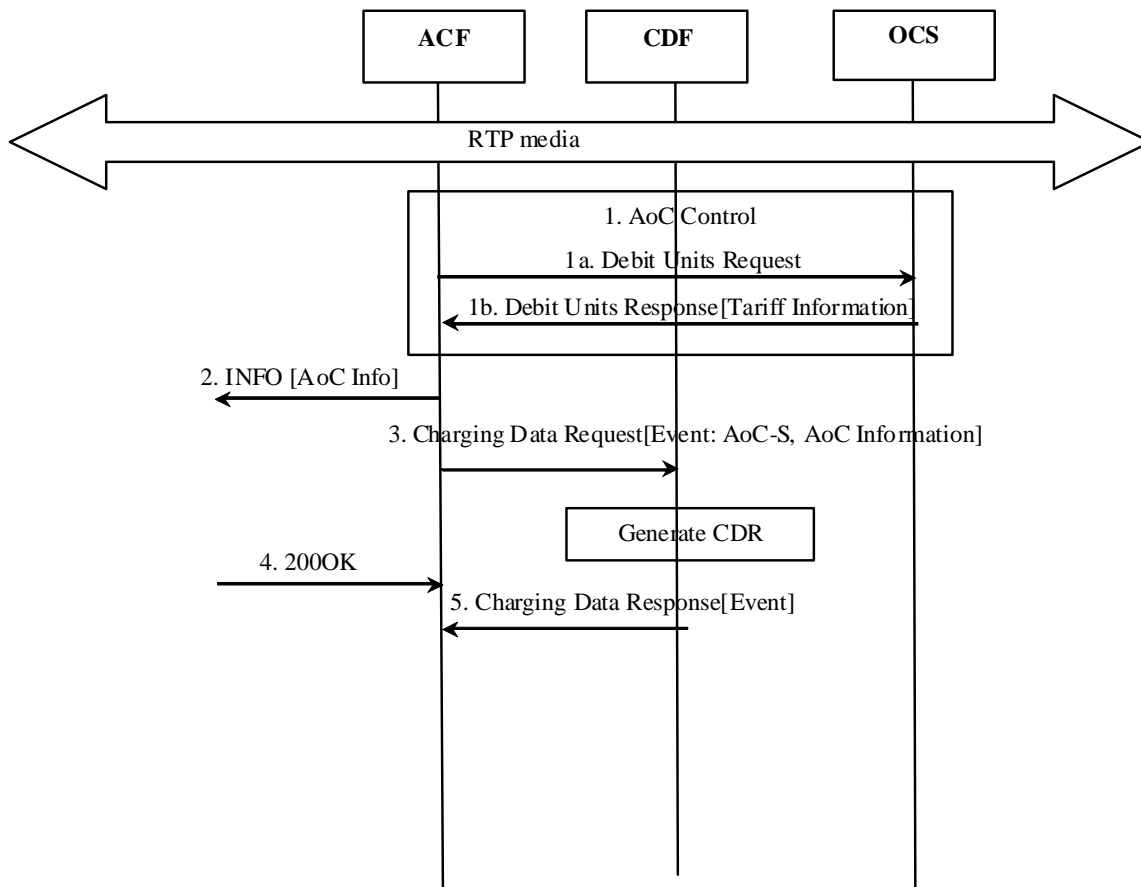 ACF
CDF
OCS
RTP media
1. AoC Control
1a. Debit Units Request
1b. Debit Units Response[Tariff Information]
2. INFO [AoC Info]
3. Charging Data Request[Event: AoC-S, AoC Information]
Generate CDR
4. 200OK
5. Charging Data Response[Event]